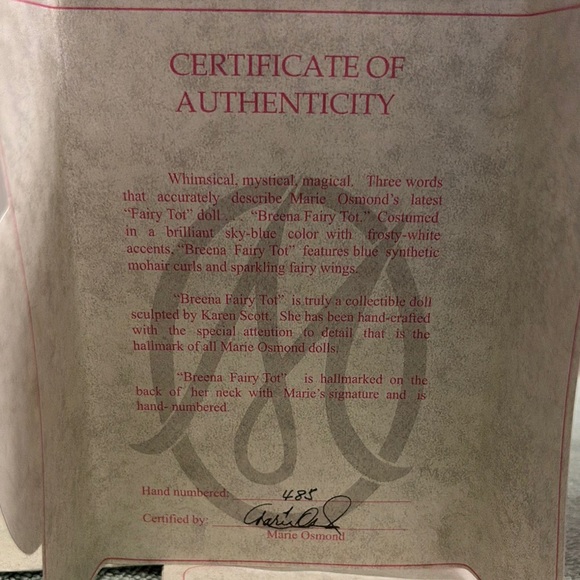 CERTIFICATE OF
AUTHENTICITY
Whimsical, mystical, magical. Three words
that accurately describe Marie Osmond's latest
"Fairy Tot" doll . . . "Breena Fairy Tot." Costumed
in a brilliant sky-blue color with frosty-white
accents, "Breena Fairy Tot" features blue synthetic
mohair curls and sparkling fairy wings.
"Breena Fairy Tot" is truly a collectible doll
sculpted by Karen Scott. She has been hand-crafted
with the special attention to detail that is the
hallmark of all Marie Osmond dolls.
"Breena Fairy Tot" is hallmarked on the
back of her neck with Marie's signature and is
hand- numbered.
TM
Hand numbered: 485
Certified by:
Marie Osmond